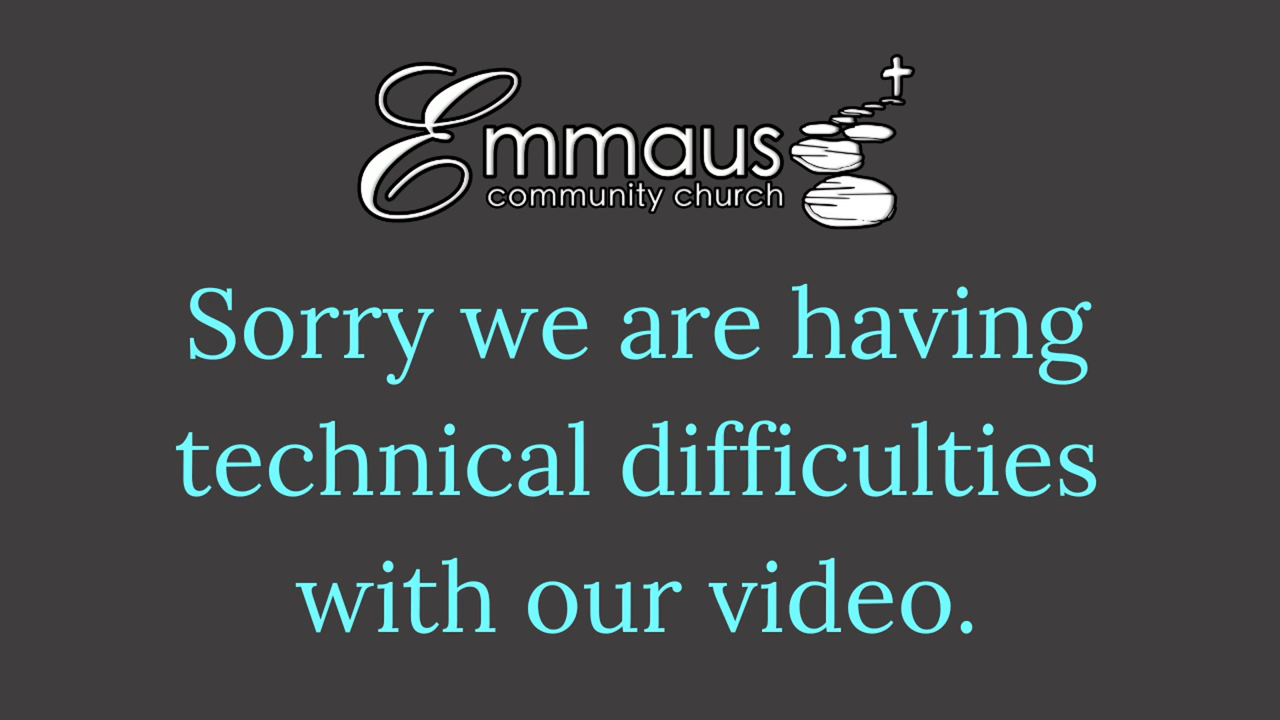 Emmaus
community church
Sorry we are having
technical difficulties
with our video.